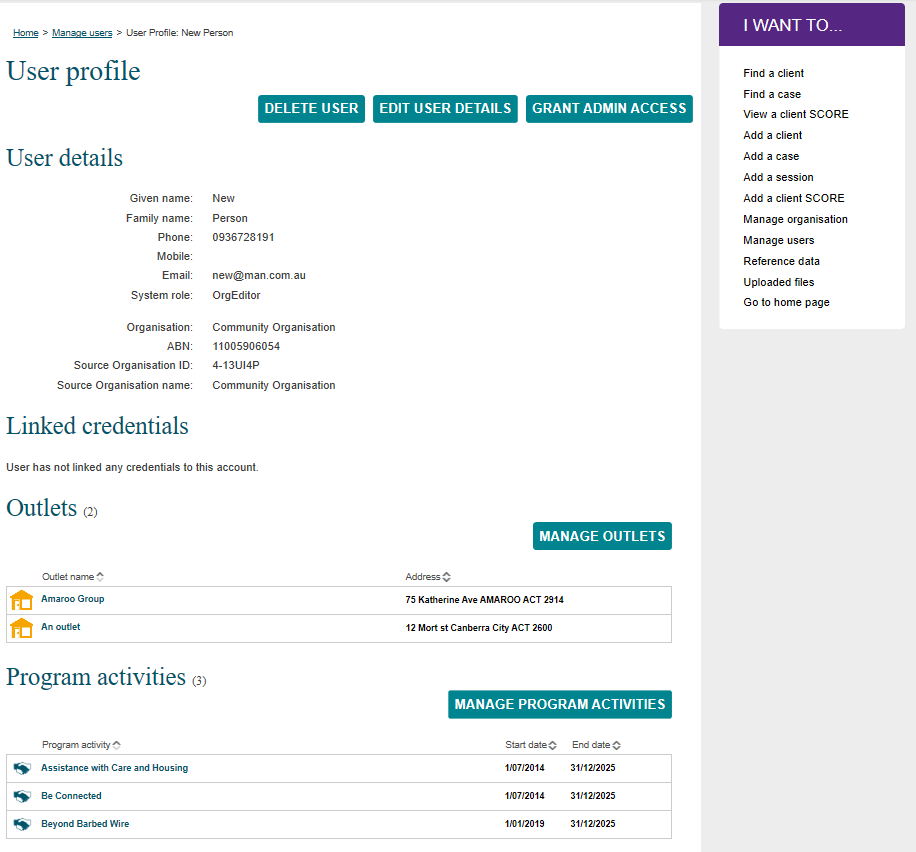 Home > Manage users > User Profile: New Person
User profile
DELETE USER EDIT USER DETAILS GRANT ADMIN ACCESS
User details
Given name: New
Family name: Person
Phone: 0936728191
Mobile:
Email: new@man.com.au
System role: OrgEditor
Organisation: Community Organisation
ABN: 11005906054
Source Organisation ID: 4-13UI4P
Source Organisation name: Community Organisation
Linked credentials
User has not linked any credentials to this account.
Outlets (2)
MANAGE OUTLETS
Outlet name Address
Amaroo Group 75 Katherine Ave AMAROO ACT 2914
An outlet 12 Mort st Canberra City ACT 2600
Program activities (3)
MANAGE PROGRAM ACTIVITIES
Program activity Start date End date
Assistance with Care and Housing 1/07/2014 31/12/2025
Be Connected 1/07/2014 31/12/2025
Beyond Barbed Wire 1/01/2019 31/12/2025
I WANT TO...
Find a client
Find a case
View a client SCORE
Add a client
Add a case
Add a session
Add a client SCORE
Manage organisation
Manage users
Reference data
Uploaded files
Go to home page